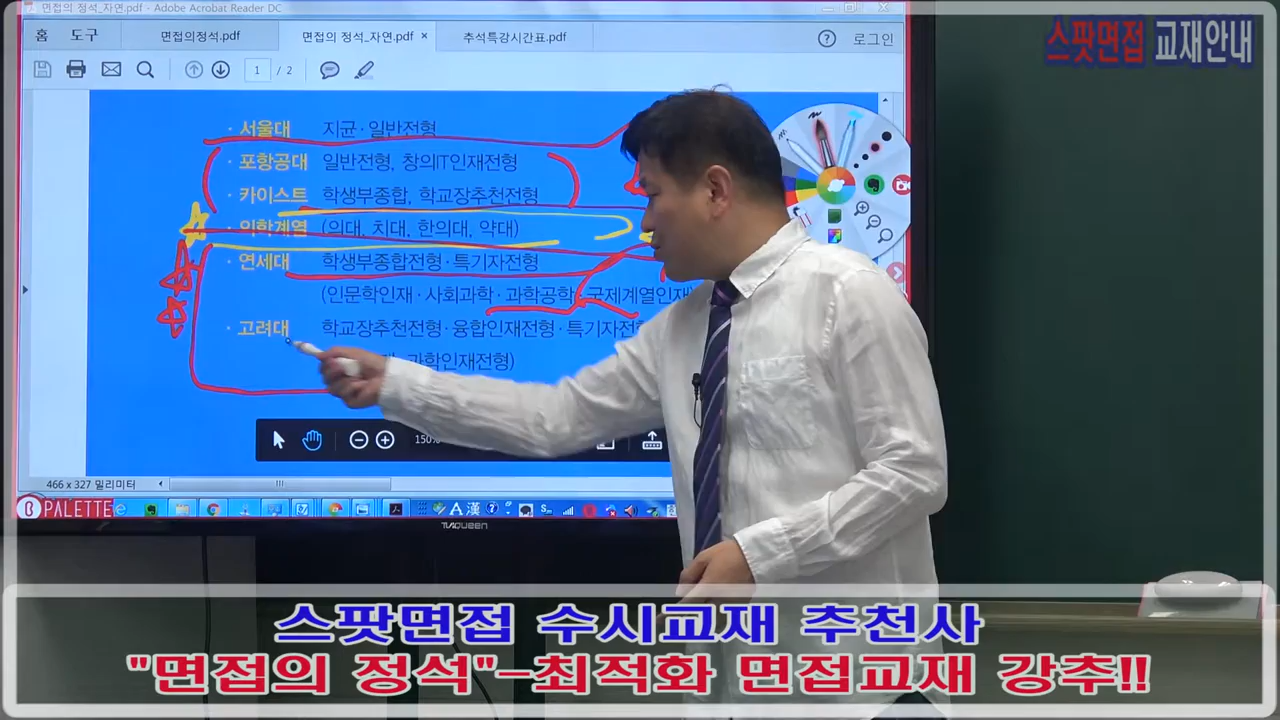 면접의 정석_자연.pdf - Adobe Acrobat Reader DC
스팟면접 교재안내
홈 도구 면접의정석.pdf 면접의 정석_자연.pdf × 추석특강시간표.pdf ? 로그인
1 / 2
· 서울대 지균·일반전형
· 포항공대 일반전형, 창의IT인재전형
· 카이스트 학생부종합, 학교장추천전형
· 의학계열 (의대, 치대, 한의대, 약대)
· 연세대 학생부종합전형·특기자전형
(인문학인재·사회과학·과학공학·국제계열인재
· 고려대 학교장추천전형·융합인재전형·특기자전형
과학인재전형)
150%
466 x 327 밀리미터
PALETTE A 漢
TVAQUEEN
스팟면접 수시교재 추천사
"면접의 정석"-최적화 면접교재 강추!!